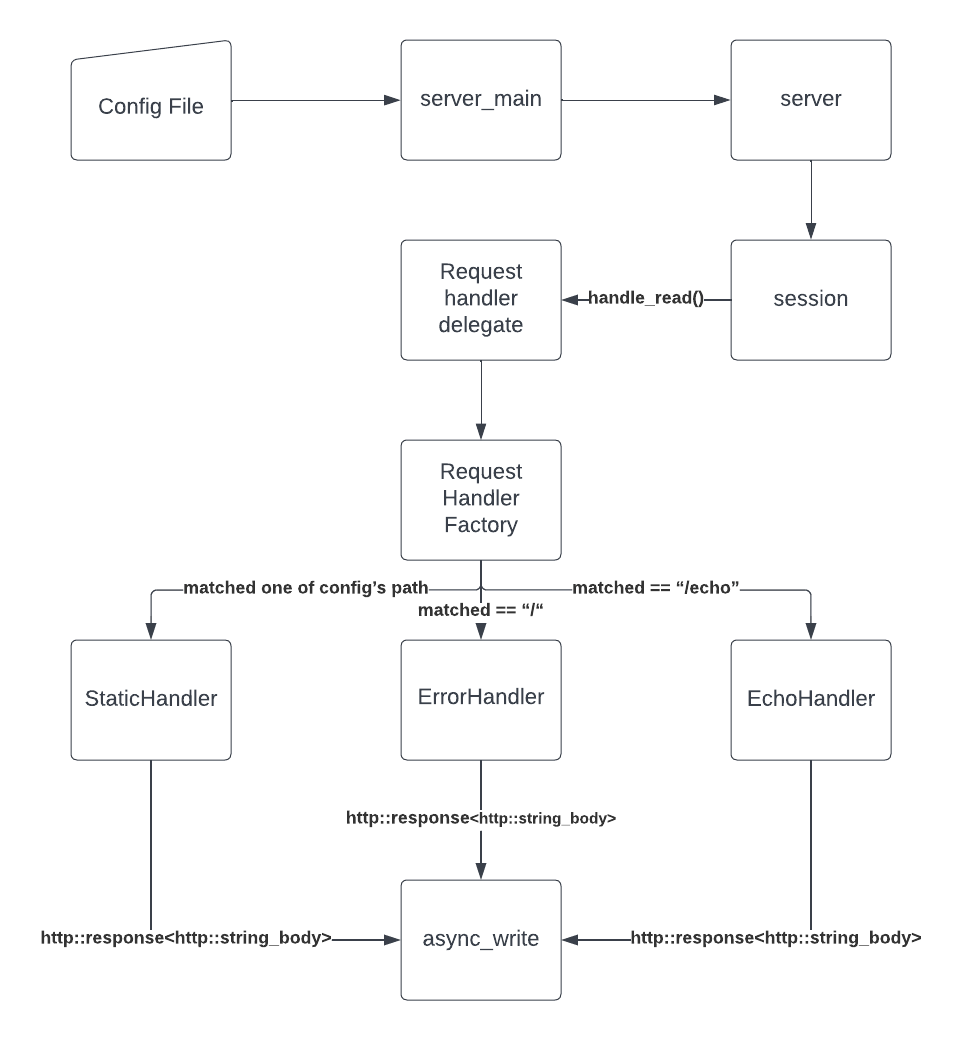 Config File
server_main
server
Request
handler
delegate
handle_read()
session
Request
Handler
Factory
matched one of config’s path
matched == “/echo”
matched == “/“
StaticHandler
ErrorHandler
EchoHandler
http::response<http::string_body>
http::response<http::string_body>
async_write
http::response<http::string_body>